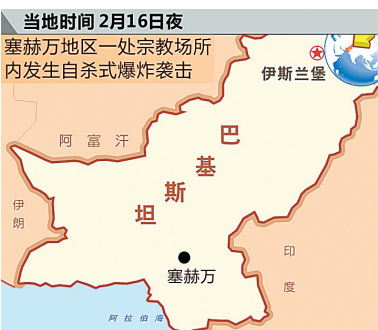 当地时间 2月16日夜
塞赫万地区一处宗教场所
内发生自杀式爆炸袭击
伊斯兰堡
阿富汗
巴基斯坦
伊朗
塞赫万
印度
阿拉伯海